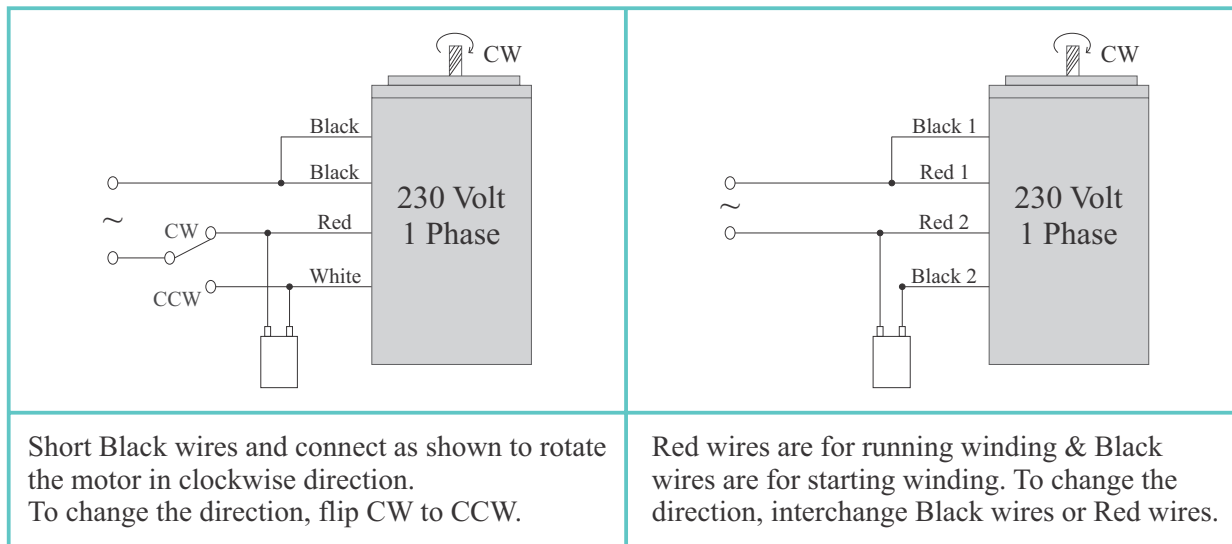 CW
Black
Black
230 Volt
1 Phase
~
CW
Red
White
CCW
Short Black wires and connect as shown to rotate
the motor in clockwise direction.
To change the direction, flip CW to CCW.
CW
Black 1
Red 1
230 Volt
1 Phase
~
Red 2
Black 2
Red wires are for running winding & Black
wires are for starting winding. To change the
direction, interchange Black wires or Red wires.